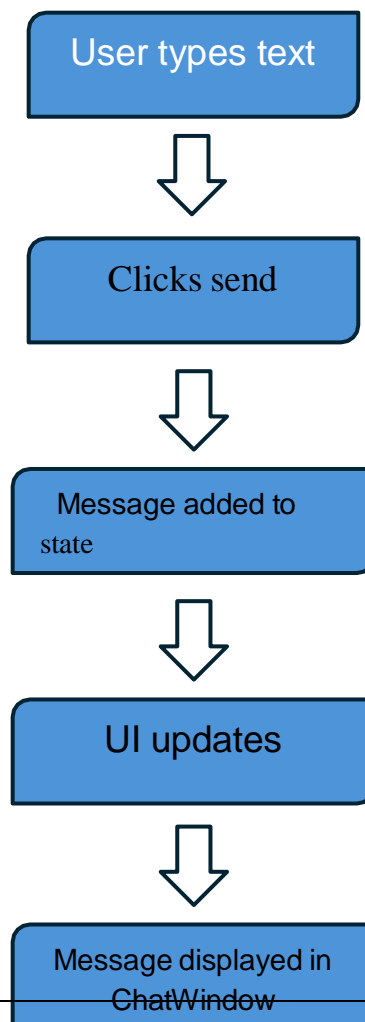 User types text
Clicks send
Message added to
state
UI updates
Message displayed in
ChatWindow